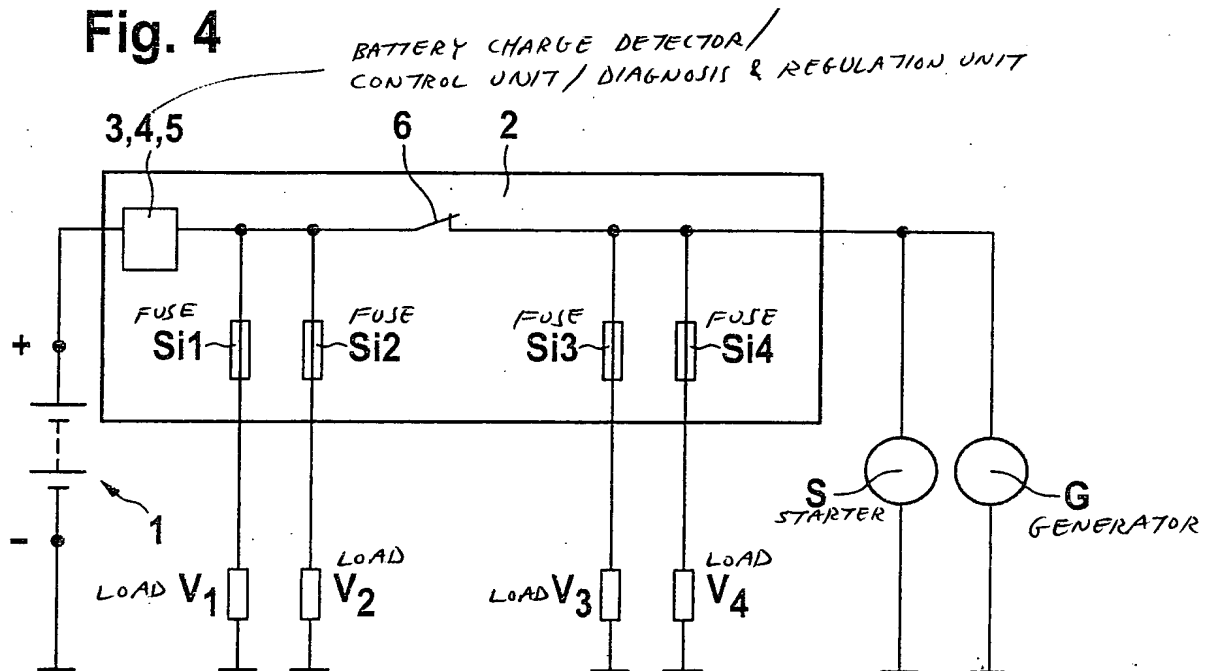 Fig. 4
BATTERY CHARGE DETECTOR/
CONTROL UNIT/DIAGNOSIS & REGULATION UNIT
3,4,5
6
2
FUSE
Si1
FUSE
Si2
FUSE
Si3
FUSE
Si4
+
-
1
S
STARTER
G
GENERATOR
LOAD V1
LOAD
V2
LOAD V3
LOAD
V4